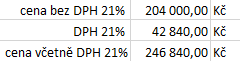 cena bez DPH 21% 204 000,00 Kč
DPH 21% 42 840,00 Kč
cena včetně DPH 21% 246 840,00 Kč